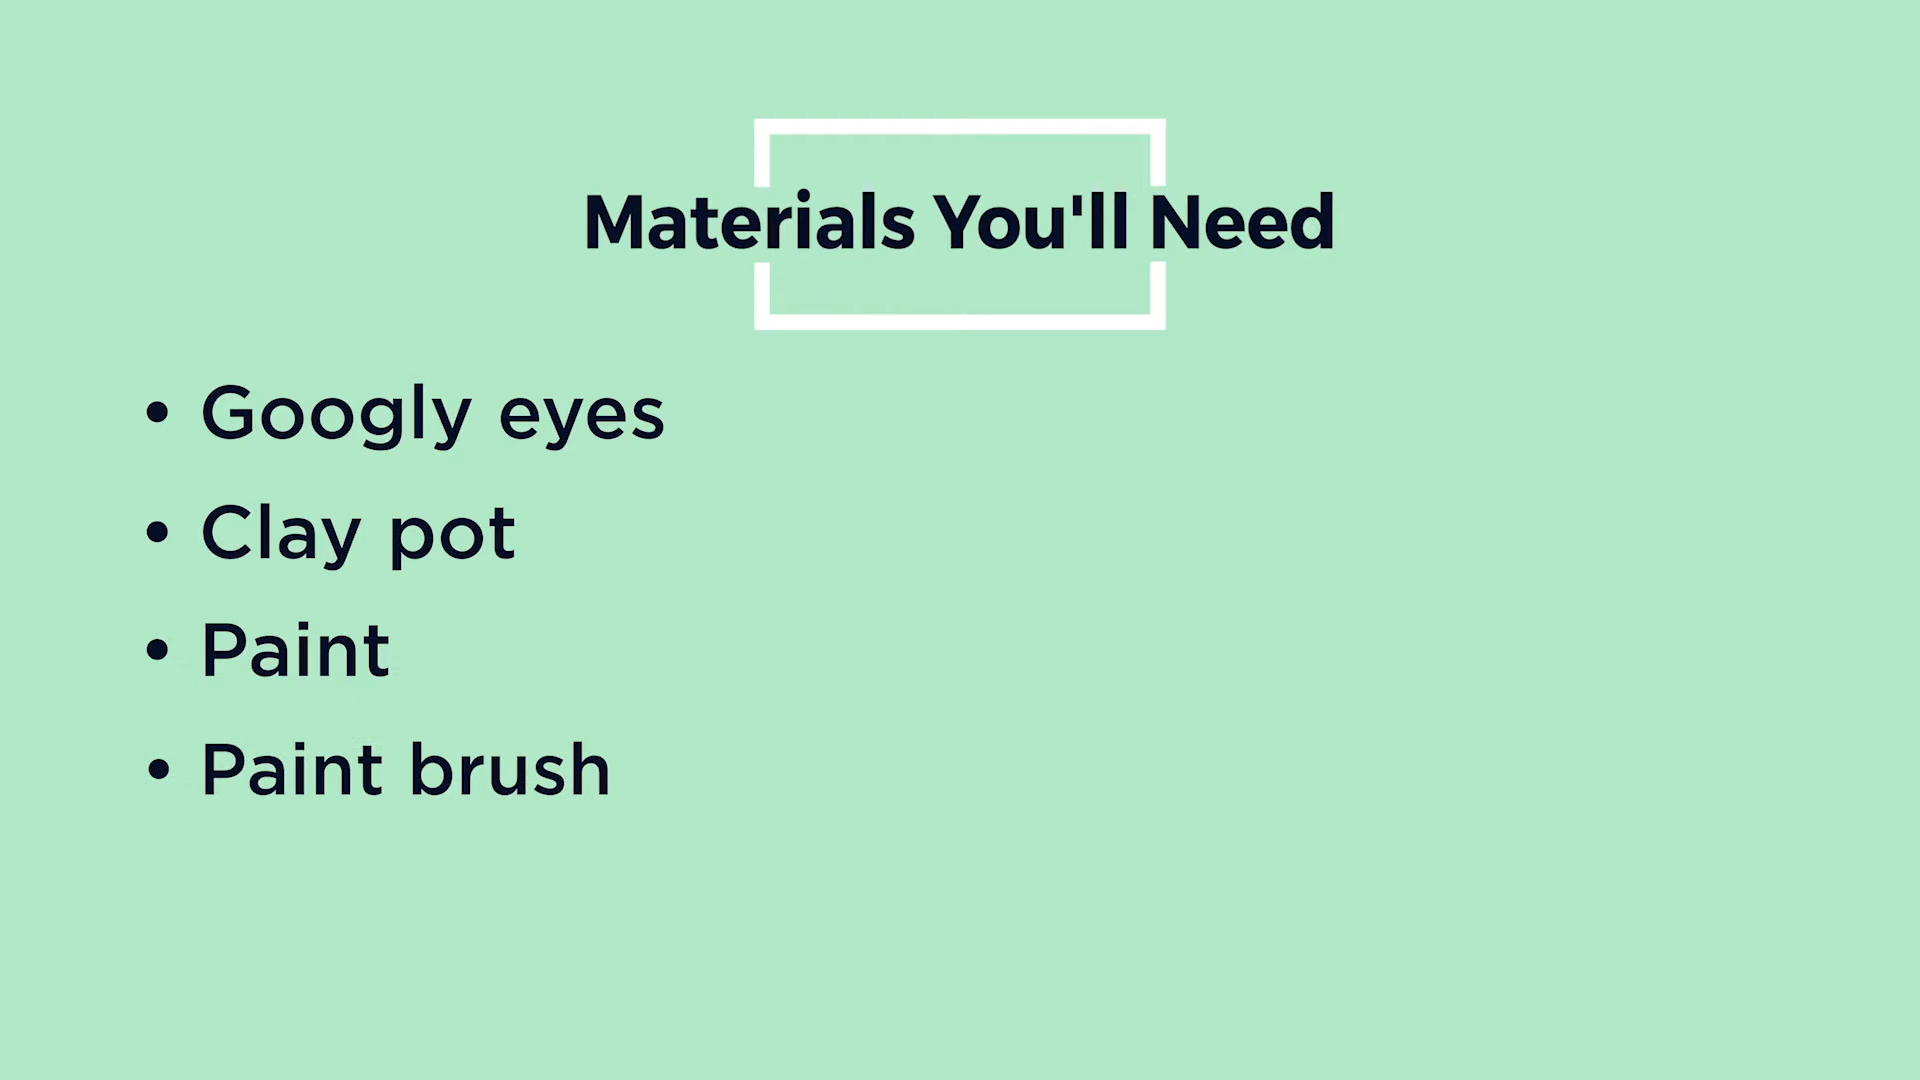 Materials You'll Need
• Googly eyes
• Clay pot
• Paint
• Paint brush